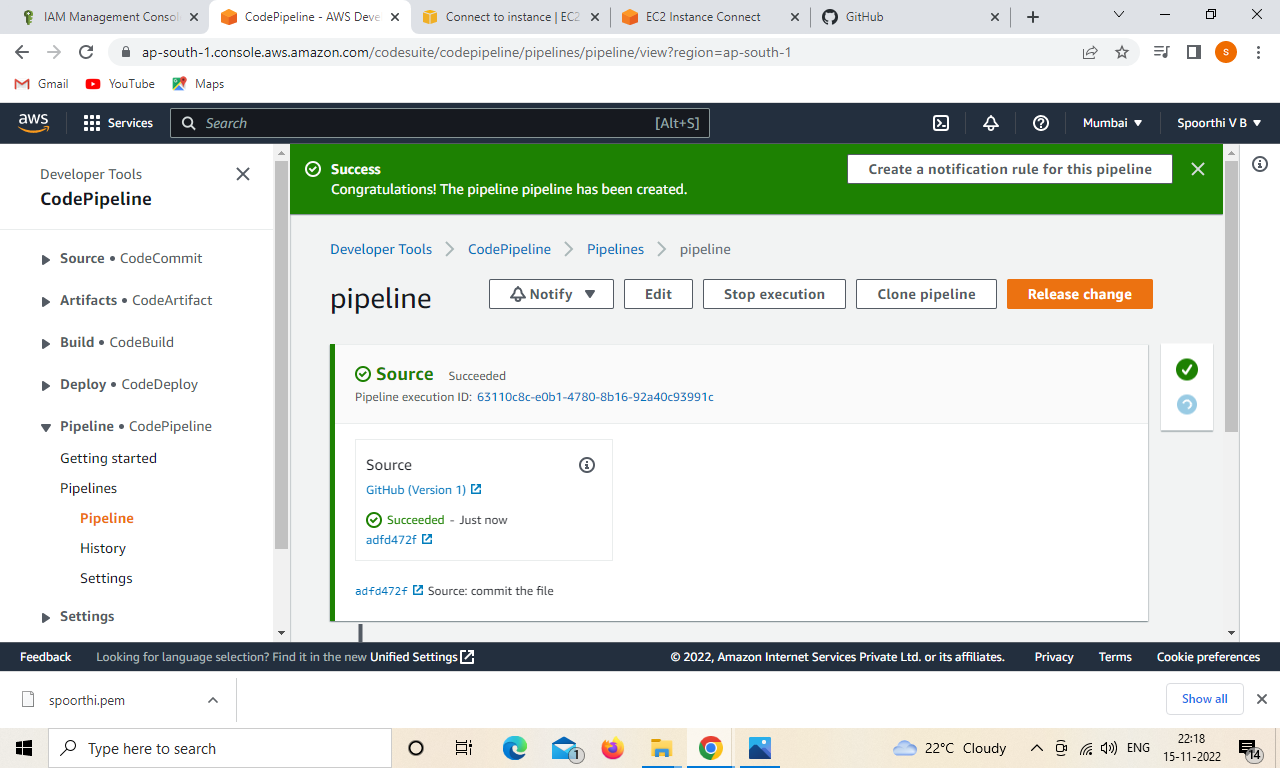 IAM Management Consol
CodePipeline - AWS Deve
Connect to instance | EC2
EC2 Instance Connect
GitHub
ap-south-1.console.aws.amazon.com/codesuite/codepipeline/pipelines/pipeline/view?region=ap-south-1
s
Gmail
YouTube
Maps
aws
Services
Search
[Alt+S]
Mumbai
Spoorthi V B
Developer Tools
CodePipeline
Source • CodeCommit
Artifacts • CodeArtifact
Build • CodeBuild
Deploy • CodeDeploy
Pipeline • CodePipeline
Getting started
Pipelines
Pipeline
History
Settings
Settings
Success
Congratulations! The pipeline pipeline has been created.
Create a notification rule for this pipeline
Developer Tools
CodePipeline
Pipelines
pipeline
pipeline
Notify
Edit
Stop execution
Clone pipeline
Release change
Source Succeeded
Pipeline execution ID: 63110c8c-e0b1-4780-8b16-92a40c93991c
Source
GitHub (Version 1)
Succeeded - Just now
adfd472f
adfd472f Source: commit the file
Feedback
Looking for language selection? Find it in the new Unified Settings
© 2022, Amazon Internet Services Private Ltd. or its affiliates.
Privacy
Terms
Cookie preferences
spoorthi.pem
Show all
Type here to search
1
22°C Cloudy
ENG
22:18
15-11-2022
14